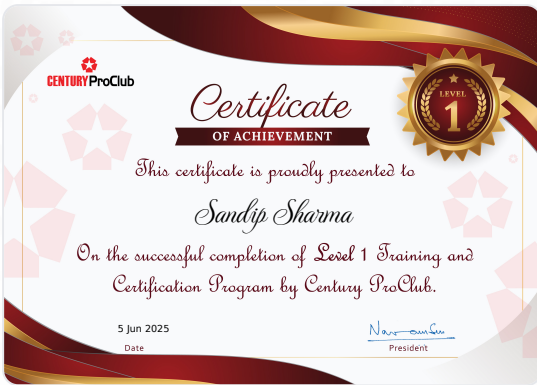 CENTURY ProClub
LEVEL
1
Certificate
OF ACHIEVEMENT
This certificate is proudly presented to
Sandip Sharma
On the successful completion of Level 1 Training and
Certification Program by Century ProClub.
5 Jun 2025
Date
President